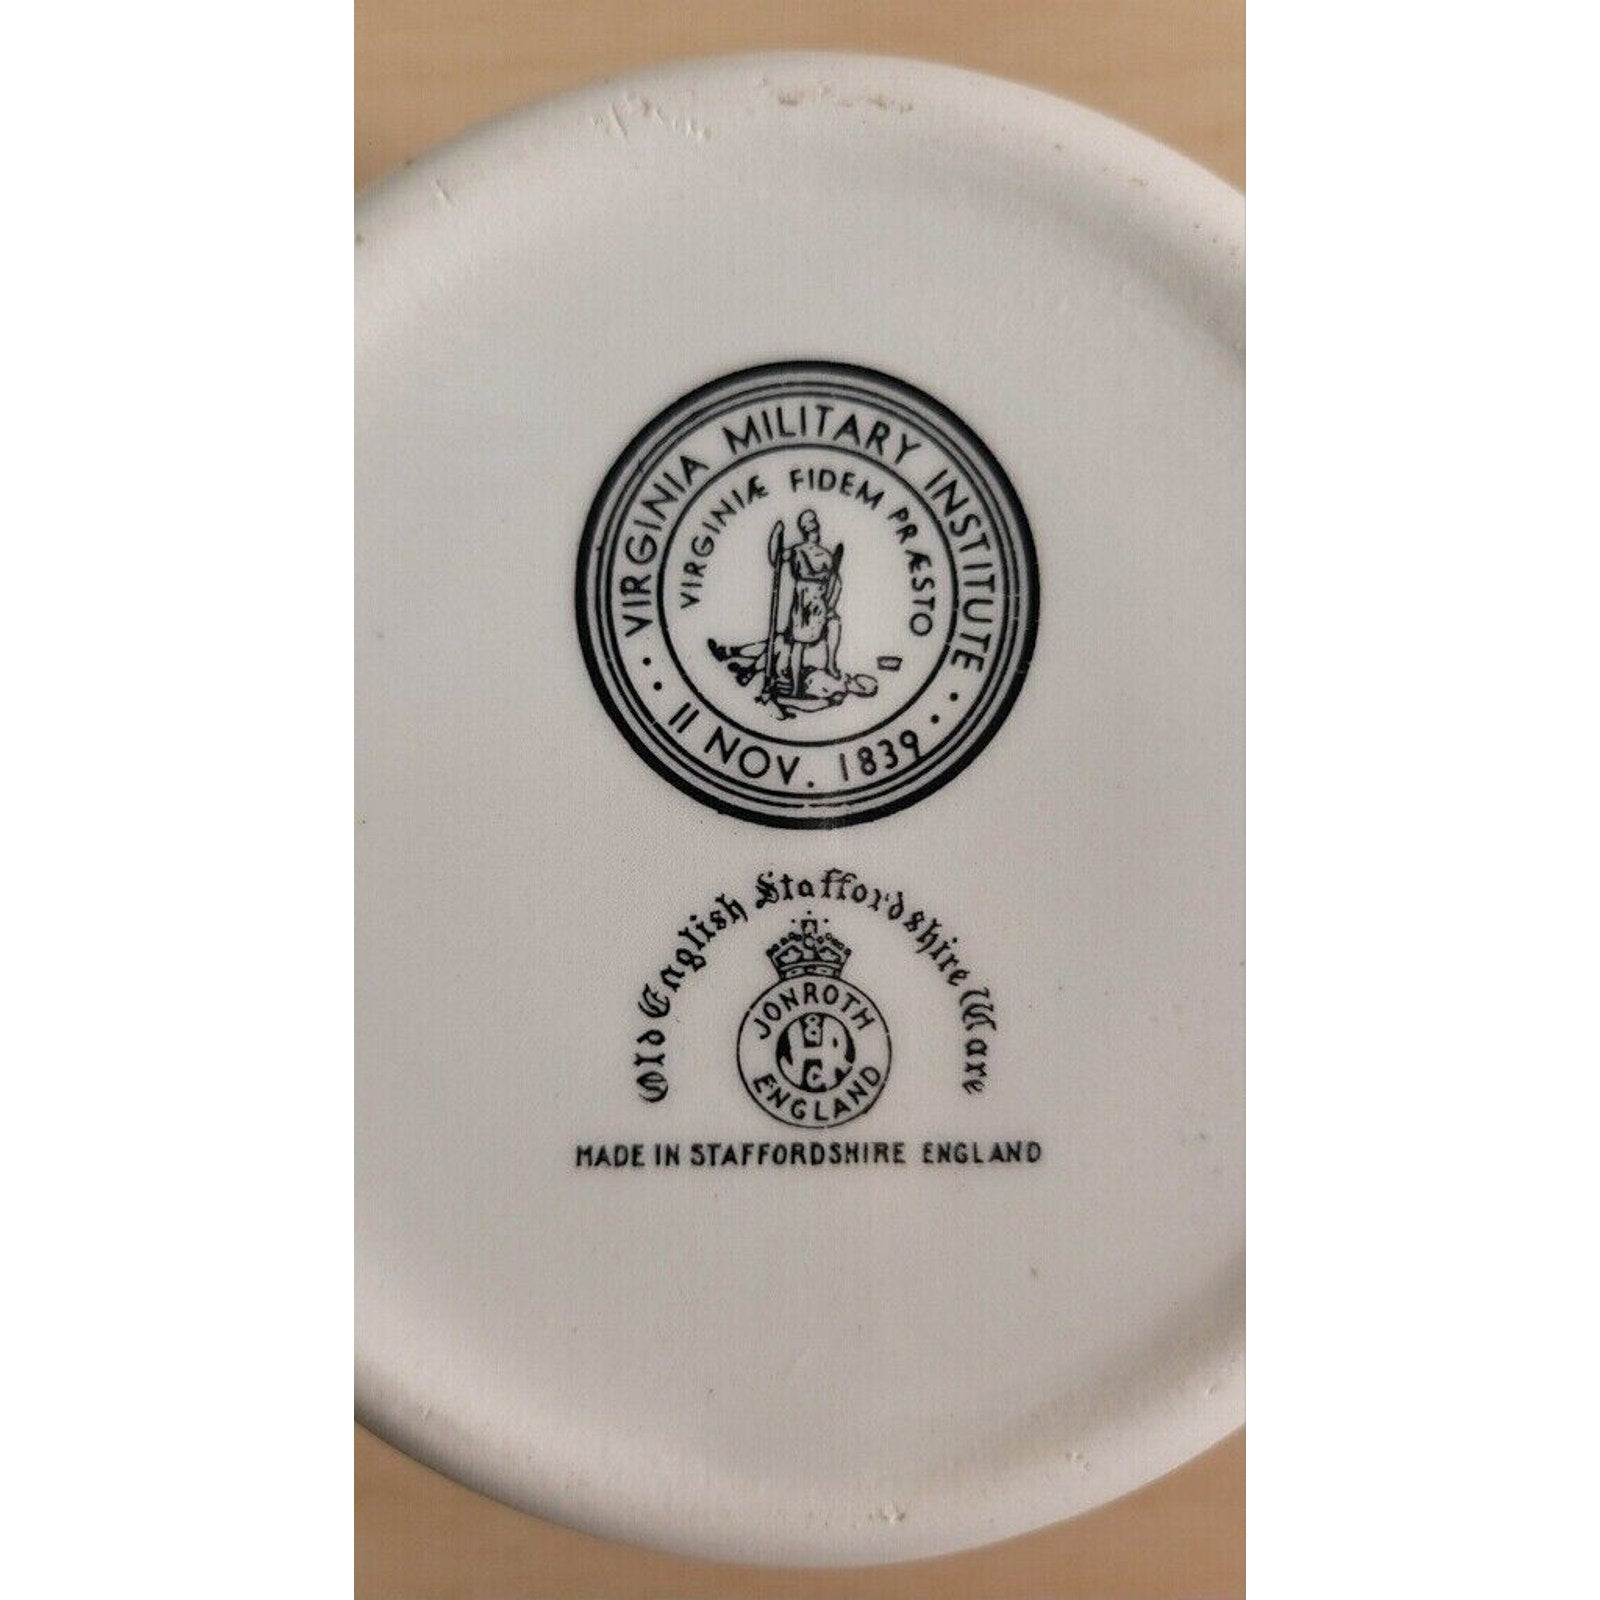 VIRGINIA MILITARY INSTITUTE
VIRGINIÆ FIDEM PRÆSTO
11 NOV. 1839
Old English Staffordshire Ware
JONROTH
ENGLAND
MADE IN STAFFORDSHIRE ENGLAND